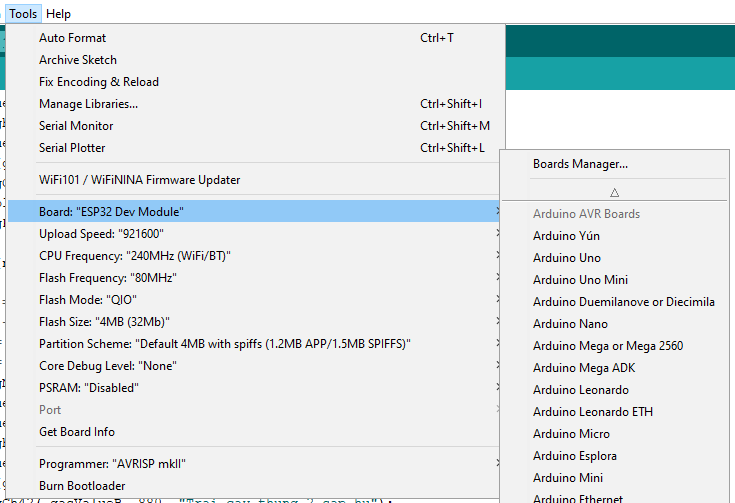 Tools Help
Auto Format Ctrl+T
Archive Sketch
Fix Encoding & Reload
Manage Libraries... Ctrl+Shift+I
Serial Monitor Ctrl+Shift+M
Serial Plotter Ctrl+Shift+L
WiFi101 / WiFiNINA Firmware Updater
Board: "ESP32 Dev Module"
Upload Speed: "921600"
CPU Frequency: "240MHz (WiFi/BT)"
Flash Frequency: "80MHz"
Flash Mode: "QIO"
Flash Size: "4MB (32Mb)"
Partition Scheme: "Default 4MB with spiffs (1.2MB APP/1.5MB SPIFFS)"
Core Debug Level: "None"
PSRAM: "Disabled"
Port
Get Board Info
Programmer: "AVRISP mkII"
Burn Bootloader
Boards Manager...
Arduino AVR Boards
Arduino Yún
Arduino Uno
Arduino Uno Mini
Arduino Duemilanove or Diecimila
Arduino Nano
Arduino Mega or Mega 2560
Arduino Mega ADK
Arduino Leonardo
Arduino Leonardo ETH
Arduino Micro
Arduino Esplora
Arduino Mini
Arduino Ethernet